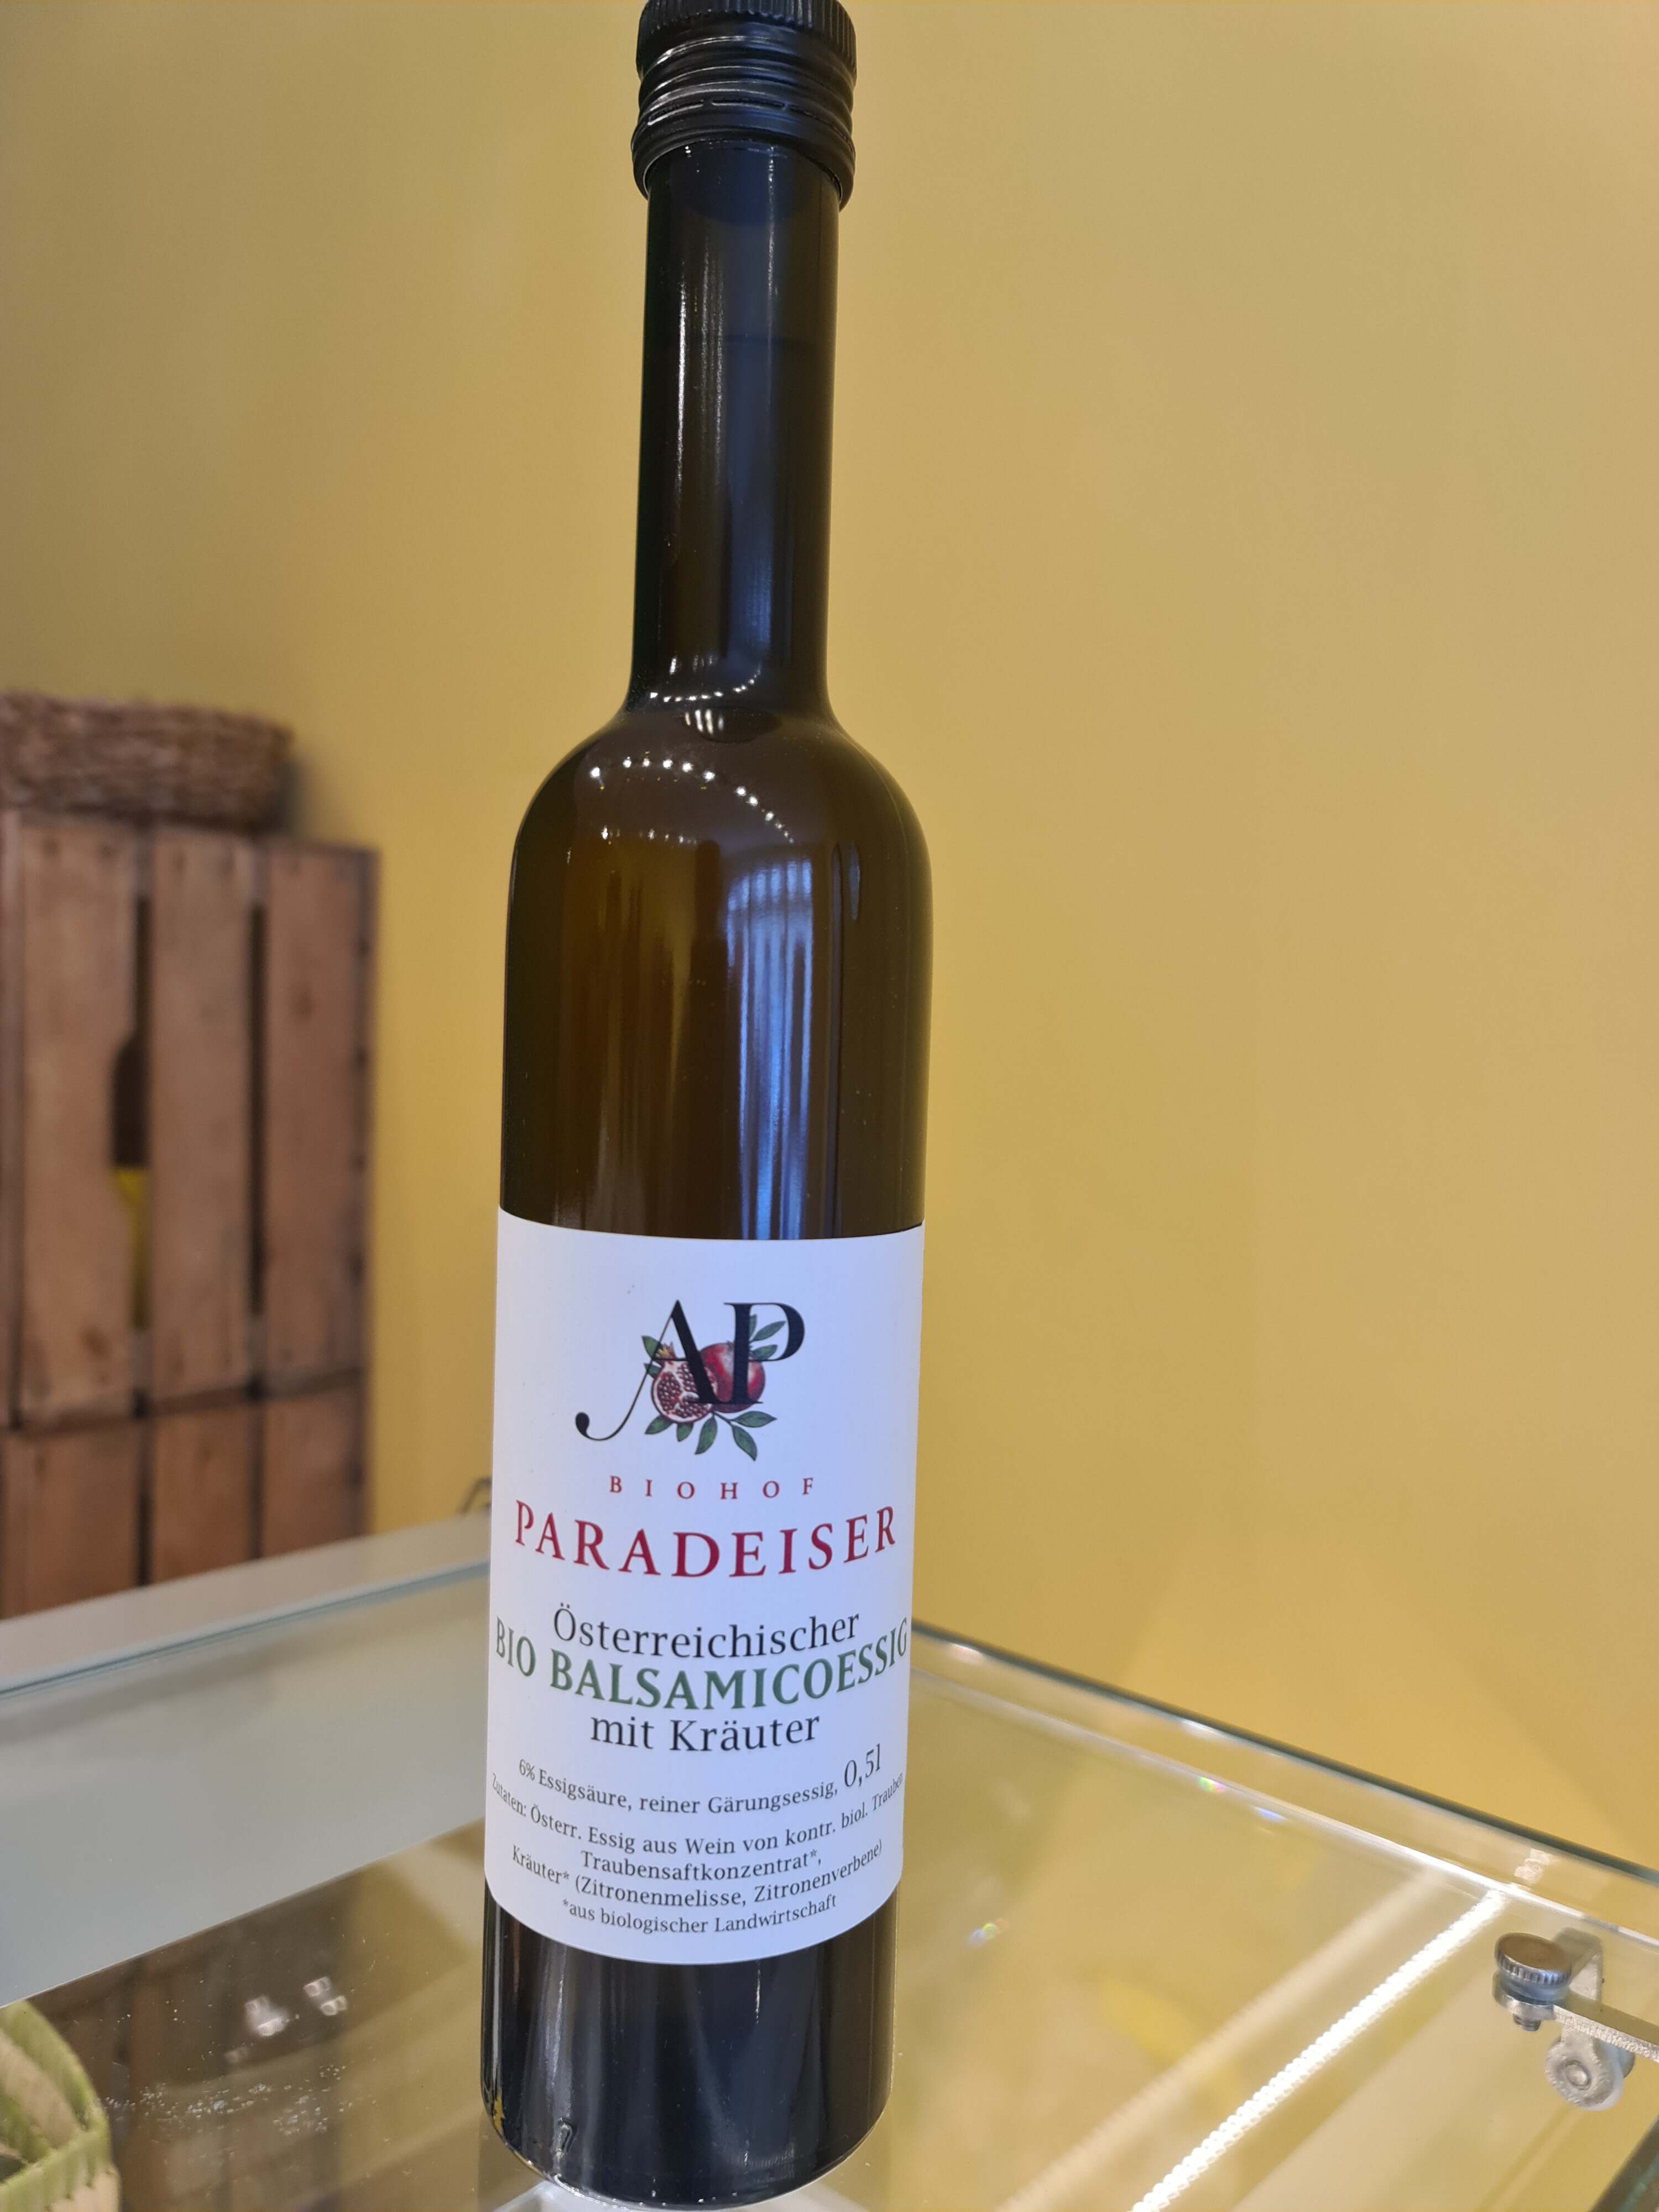 AP
BIOHOF
PARADEISER
Österreichischer
BIO BALSAMICOESSIG
mit Kräuter
6% Essigsäure, reiner Gärungsessig, 0,5l
Zutaten: Österr. Essig aus Wein von kontr. biol. Trauben
Traubensaftkonzentrat*,
Kräuter* (Zitronenmelisse, Zitronenverbene)
*aus biologischer Landwirtschaft